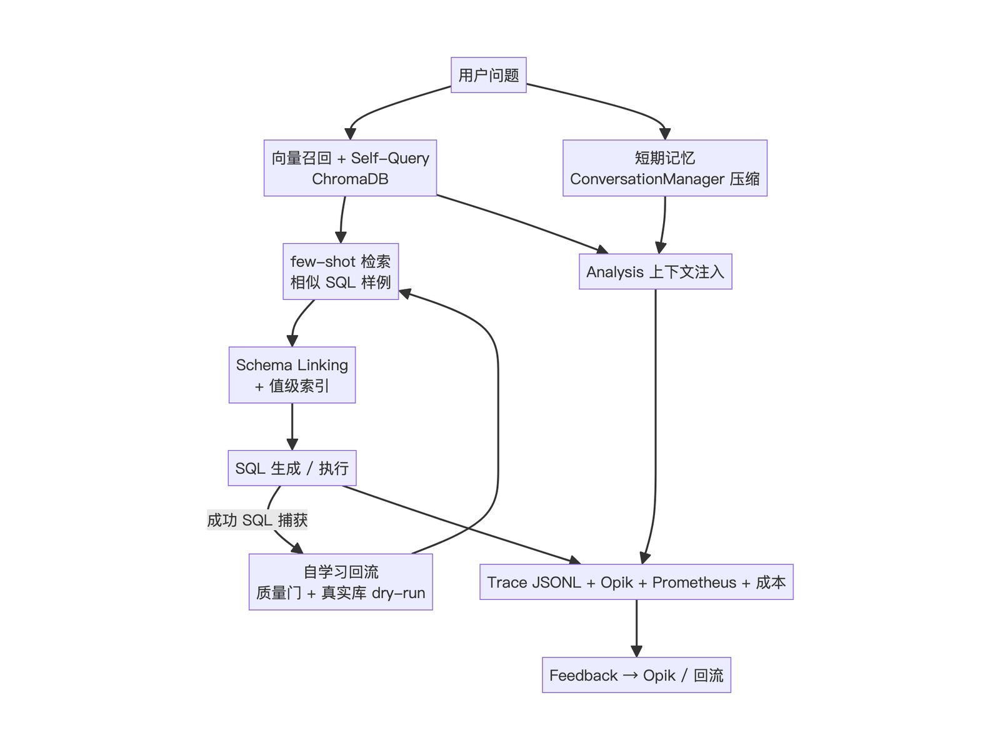 用户问题
向量召回 + Self-Query
ChromaDB
短期记忆
ConversationManager 压缩
few-shot 检索
相似 SQL 样例
Analysis 上下文注入
Schema Linking
+ 值级索引
SQL 生成 / 执行
成功 SQL 捕获
自学习回流
质量门 + 真实库 dry-run
Trace JSONL + Opik + Prometheus + 成本
Feedback → Opik / 回流